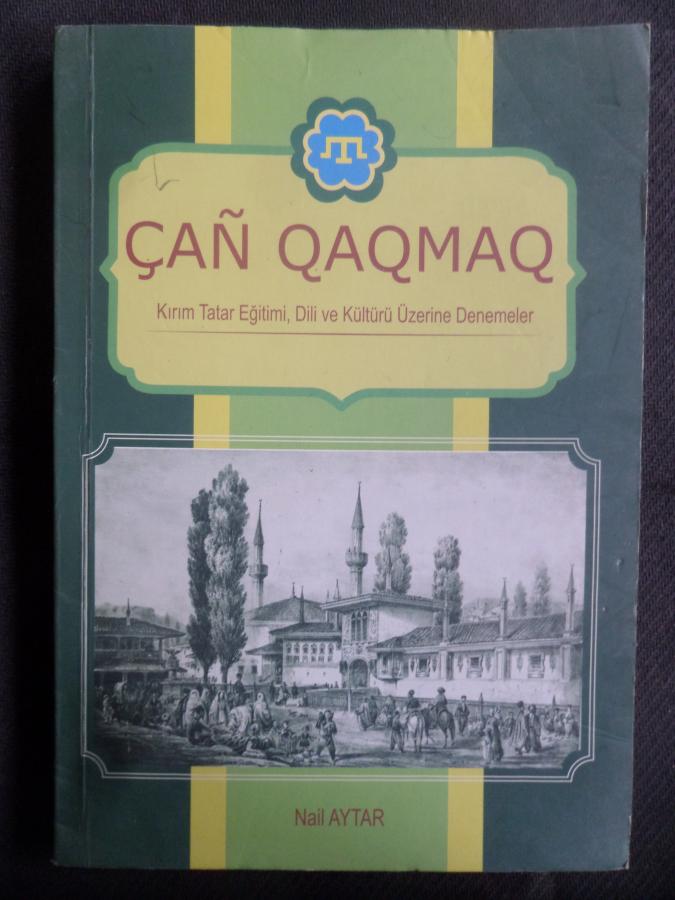 ÇAÑ QAQMAQ
Kırım Tatar Eğitimi, Dili ve Kültürü Üzerine Denemeler
Nail AYTAR